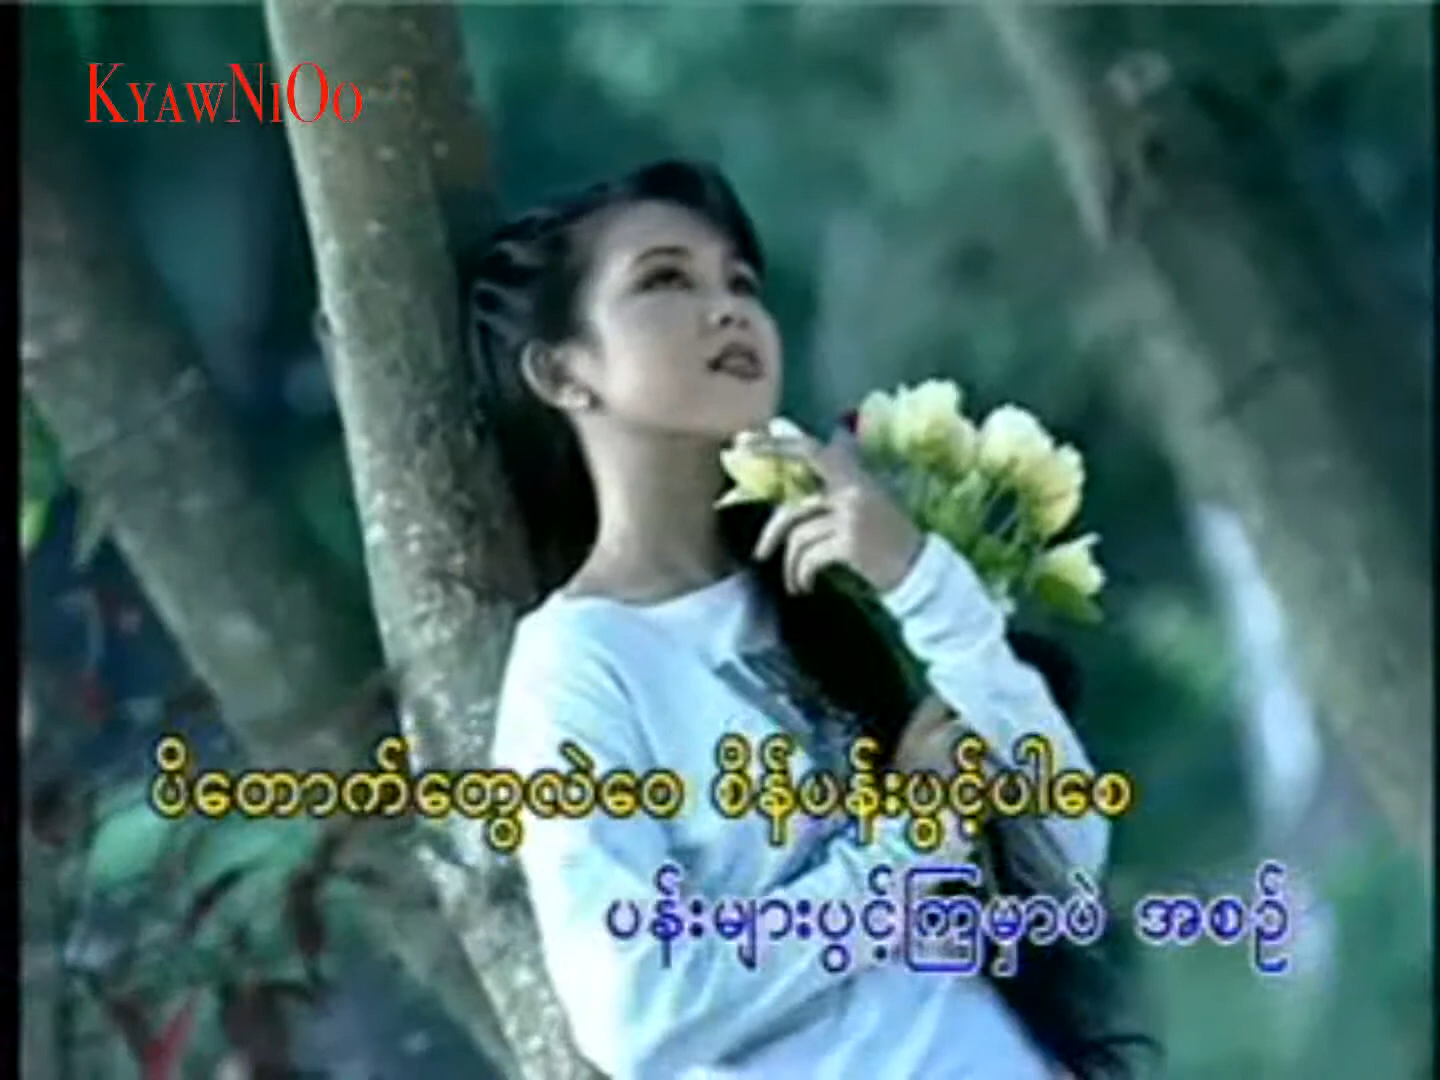 KYAWNIOO
ပိတောက်တွေလဲဝေ စိန်ပန်းပွင့်ပါစေ
ပန်းများပွင့်ကြမှာပဲ အစဉ်